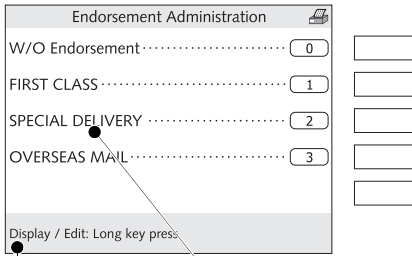 Endorsement Administration
W/O Endorsement 0
FIRST CLASS 1
SPECIAL DELIVERY 2
OVERSEAS MAIL 3
Display / Edit: Long key press